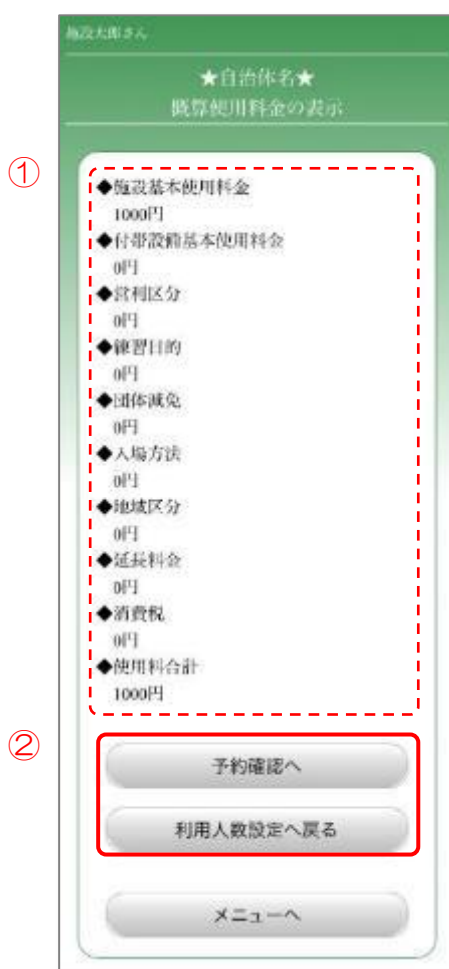 施設太郎さん
★自治体名★
概算使用料金の表示
①
◆施設基本使用料金
1000円
◆付帯設備基本使用料金
0円
◆営利区分
0円
◆練習目的
0円
◆団体減免
0円
◆入場方法
0円
◆地域区分
0円
◆延長料金
0円
◆消費税
0円
◆使用料合計
1000円
②
予約確認へ
利用人数設定へ戻る
メニューへ